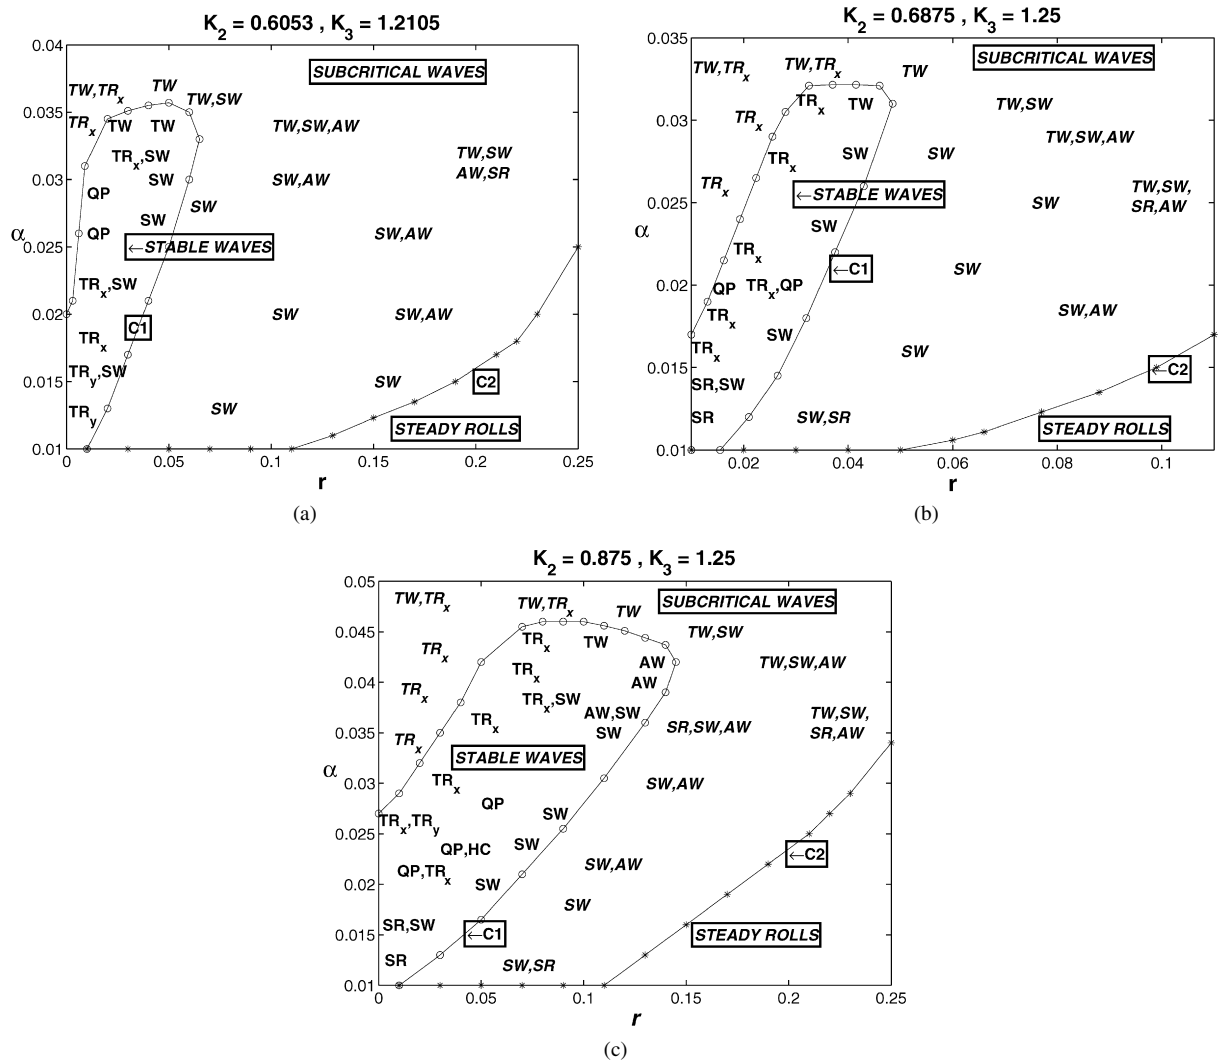 K2 = 0.6053 , K3 = 1.2105
0.04
SUBCRITICAL WAVES
TW,TRx
TW
TW,SW
0.035
TRx
TW
TW
TW,SW,AW
TRx,SW
TW,SW
AW,SR
0.03
SW
SW,AW
QP
SW
SW
α
QP
SW,AW
0.025
←STABLE WAVES
TRx,SW
0.02
C1
SW
SW,AW
TRx
TRy,SW
0.015
SW
C2
TRy
SW
STEADY ROLLS
0.01
0
0.05
0.1
0.15
0.2
0.25
r
(a)
K2 = 0.6875 , K3 = 1.25
0.035
SUBCRITICAL WAVES
TW,TRx
TW,TRx
TW
TRx
TW
TW,SW
0.03
TRx
TW,SW,AW
TRx
SW
SW
TRx
←STABLE WAVES
TW,SW,
SR,AW
0.025
SW
α
SW
TRx
←C1
SW
0.02
QP
TRx,QP
TRx
SW,AW
SW
TRx
SW
0.015
←C2
SR,SW
SR
SW,SR
STEADY ROLLS
0.01
0.02
0.04
0.06
0.08
0.1
r
(b)
K2 = 0.875 , K3 = 1.25
0.05
TW,TRx
TW,TRx
TW
SUBCRITICAL WAVES
0.045
TRx
TW
TW,SW
TRx
TRx
AW
TW,SW,AW
0.04
TRx
AW
TRx,SW
TRx
AW,SW
SW
SR,SW,AW
TW,SW,
SR,AW
0.035
TRx
STABLE WAVES
α
0.03
TRx
SW,AW
QP
0.025
TRx,TRy
SW
QP,HC
SW
←C2
QP,TRx
SW,AW
0.02
SW
SW
SR,SW
←C1
STEADY ROLLS
0.015
SR
SW,SR
0.01
0
0.05
0.1
0.15
0.2
0.25
r
(c)